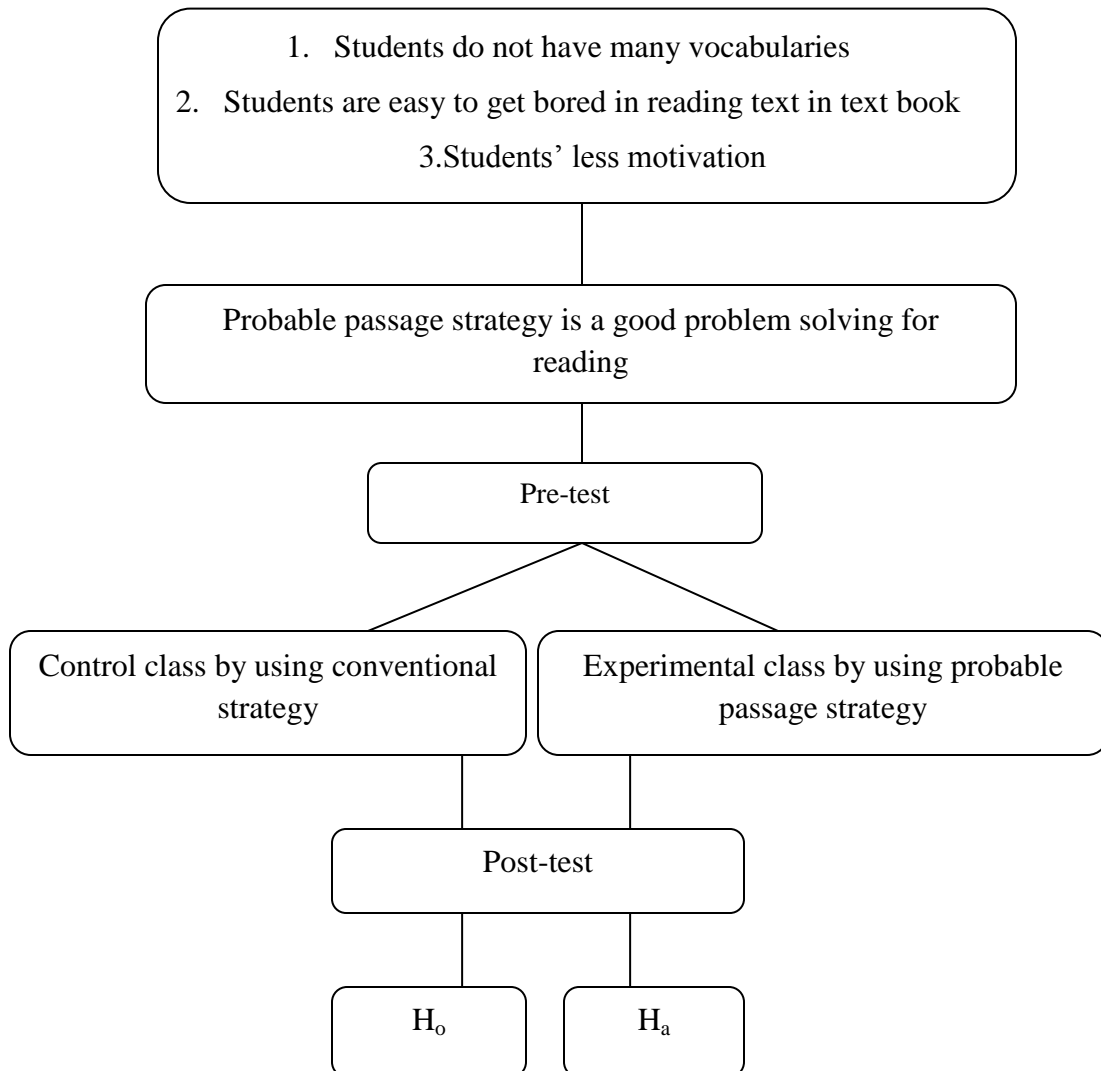 1. Students do not have many vocabularies
2. Students are easy to get bored in reading text in text book
3.Students’ less motivation
Probable passage strategy is a good problem solving for
reading
Pre-test
Control class by using conventional
strategy
Experimental class by using probable
passage strategy
Post-test
Ho
Ha